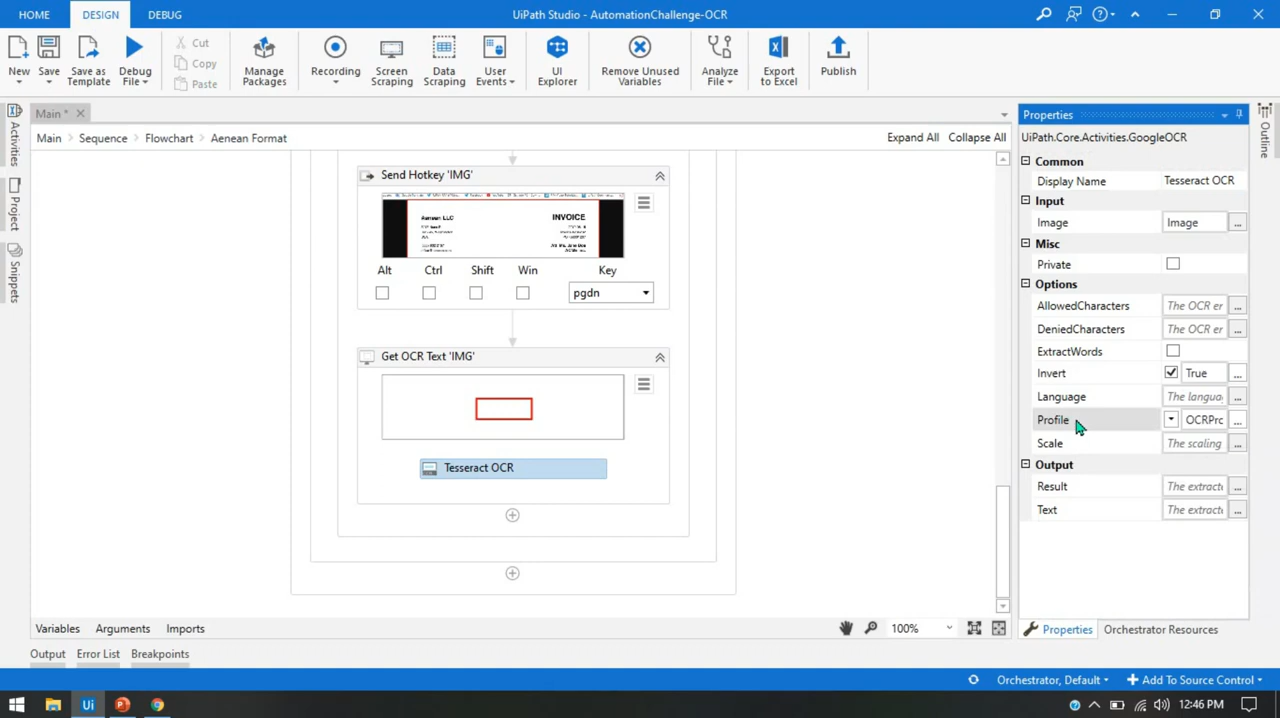 HOME
DESIGN
DEBUG
UiPath Studio - AutomationChallenge-OCR
New
Save
Save as Template
Debug File
Cut
Copy
Paste
Manage Packages
Recording
Screen Scraping
Data Scraping
User Events
UI Explorer
Remove Unused Variables
Analyze File
Export to Excel
Publish
Main *
Main
Sequence
Flowchart
Aenean Format
Expand All
Collapse All
Activities
Project
Snippets
Outline
Send Hotkey 'IMG'
Aenean LLC
INVOICE
Alt
Ctrl
Shift
Win
Key
pgdn
Get OCR Text 'IMG'
Tesseract OCR
Properties
UiPath.Core.Activities.GoogleOCR
Common
Display Name
Tesseract OCR
Input
Image
Image
...
Misc
Private
Options
AllowedCharacters
The OCR er
...
DeniedCharacters
The OCR er
...
ExtractWords
Invert
True
...
Language
The langua
...
Profile
OCRPrc
...
Scale
The scaling
...
Output
Result
The extracte
...
Text
The extracte
...
Variables
Arguments
Imports
100%
Properties
Orchestrator Resources
Output
Error List
Breakpoints
Orchestrator, Default
Add To Source Control
Ui
12:46 PM